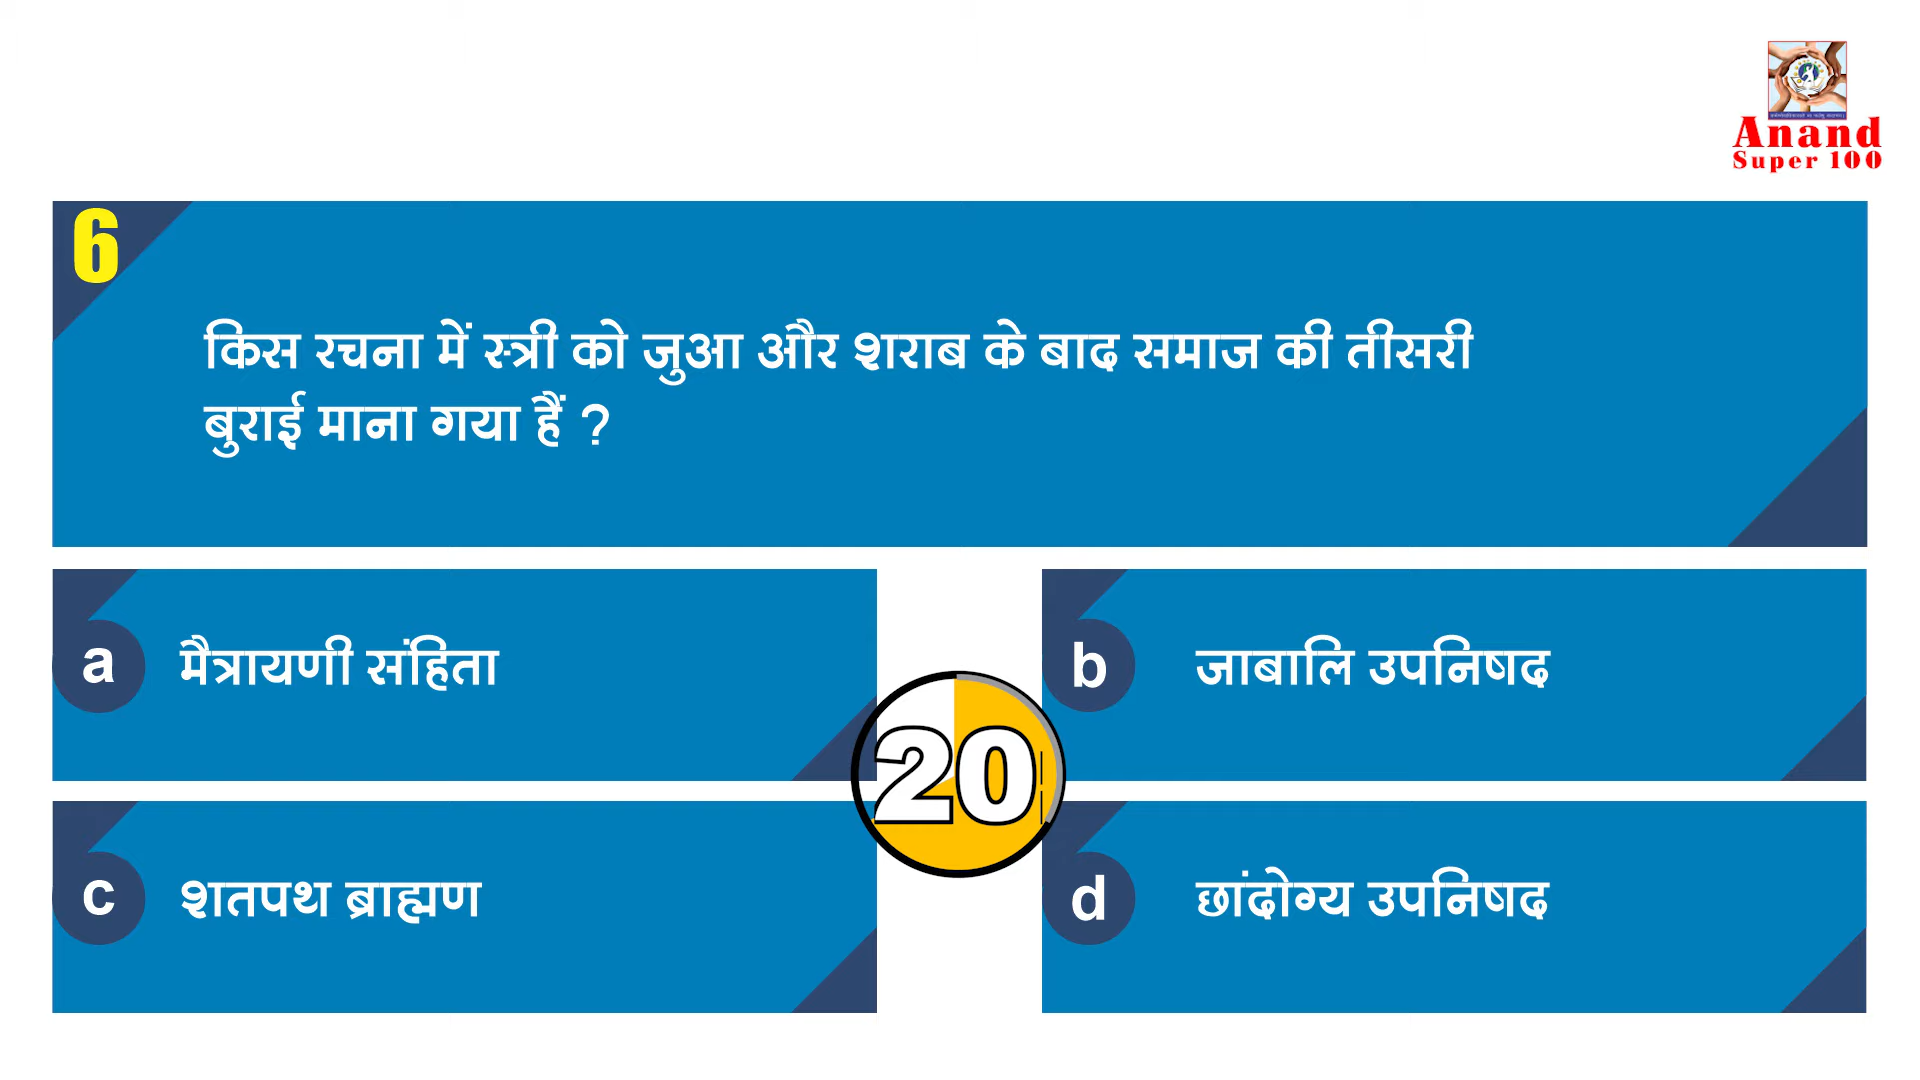 Anand
Super 100
6
किस रचना में स्त्री को जुआ और शराब के बाद समाज की तीसरी
बुराई माना गया हैं ?
a मैत्रायणी संहिता
b जाबालि उपनिषद
20
c शतपथ ब्राह्मण
d छांदोग्य उपनिषद